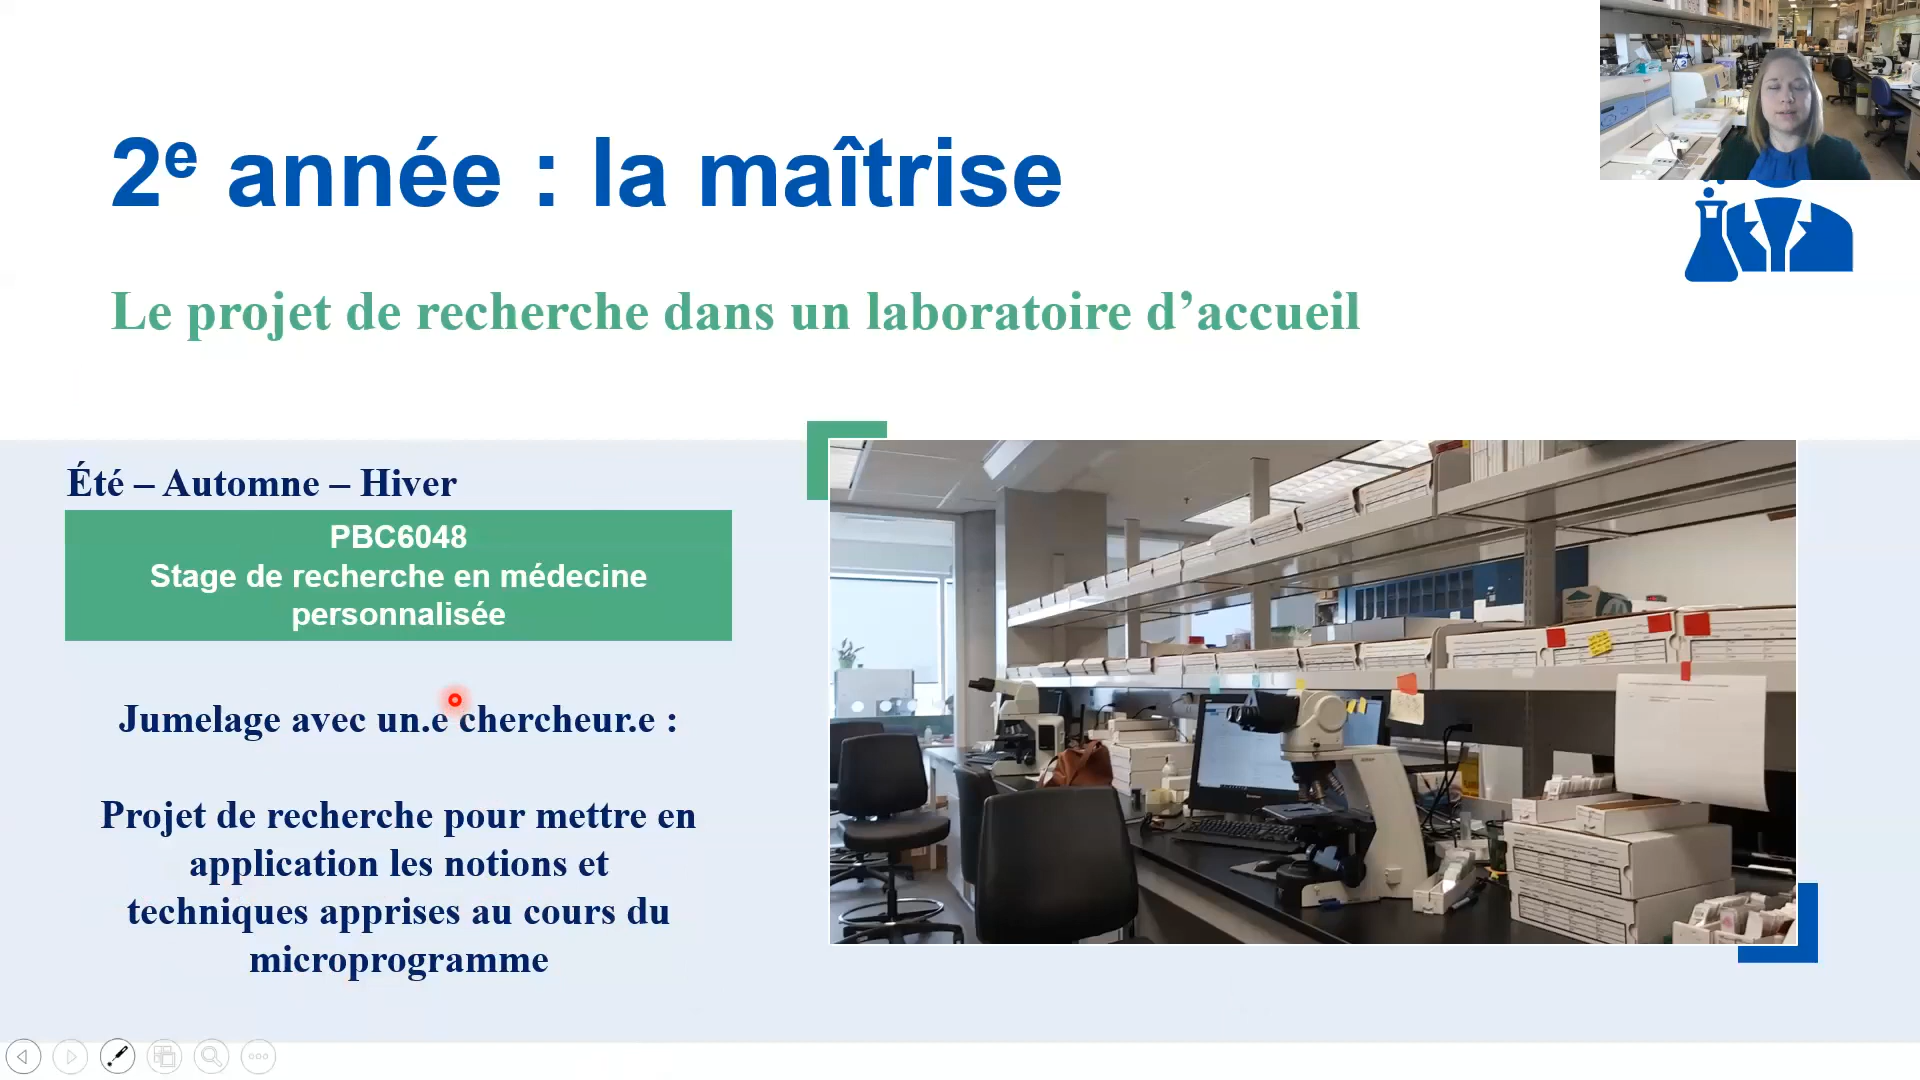 2e année : la maîtrise
Le projet de recherche dans un laboratoire d’accueil
Été – Automne – Hiver
PBC6048
Stage de recherche en médecine
personnalisée
Jumelage avec un.e chercheur.e :
Projet de recherche pour mettre en
application les notions et
techniques apprises au cours du
microprogramme